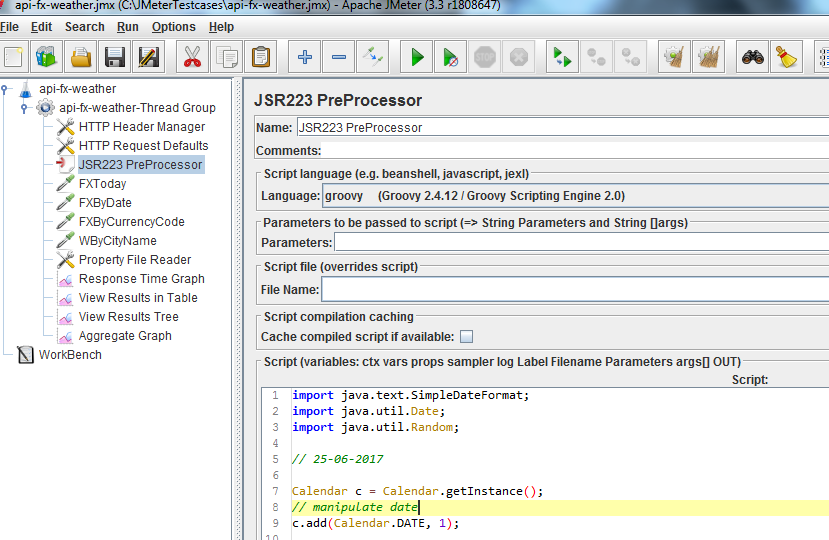 api-fx-weather.jmx (C:\JMeterTestcases\api-fx-weather.jmx) - Apache JMeter (3.3 r1808647)
File Edit Search Run Options Help
STOP
api-fx-weather
api-fx-weather-Thread Group
HTTP Header Manager
HTTP Request Defaults
JSR223 PreProcessor
FXToday
FXByDate
FXByCurrencyCode
WByCityName
Property File Reader
Response Time Graph
View Results in Table
View Results Tree
Aggregate Graph
WorkBench
JSR223 PreProcessor
Name: JSR223 PreProcessor
Comments:
Script language (e.g. beanshell, javascript, jexl)
Language: groovy (Groovy 2.4.12 / Groovy Scripting Engine 2.0)
Parameters to be passed to script (=> String Parameters and String []args)
Parameters:
Script file (overrides script)
File Name:
Script compilation caching
Cache compiled script if available:
Script (variables: ctx vars props sampler log Label Filename Parameters args[] OUT)
Script:
1 import java.text.SimpleDateFormat;
2 import java.util.Date;
3 import java.util.Random;
4
5 // 25-06-2017
6
7 Calendar c = Calendar.getInstance();
8 // manipulate date
9 c.add(Calendar.DATE, 1);
10